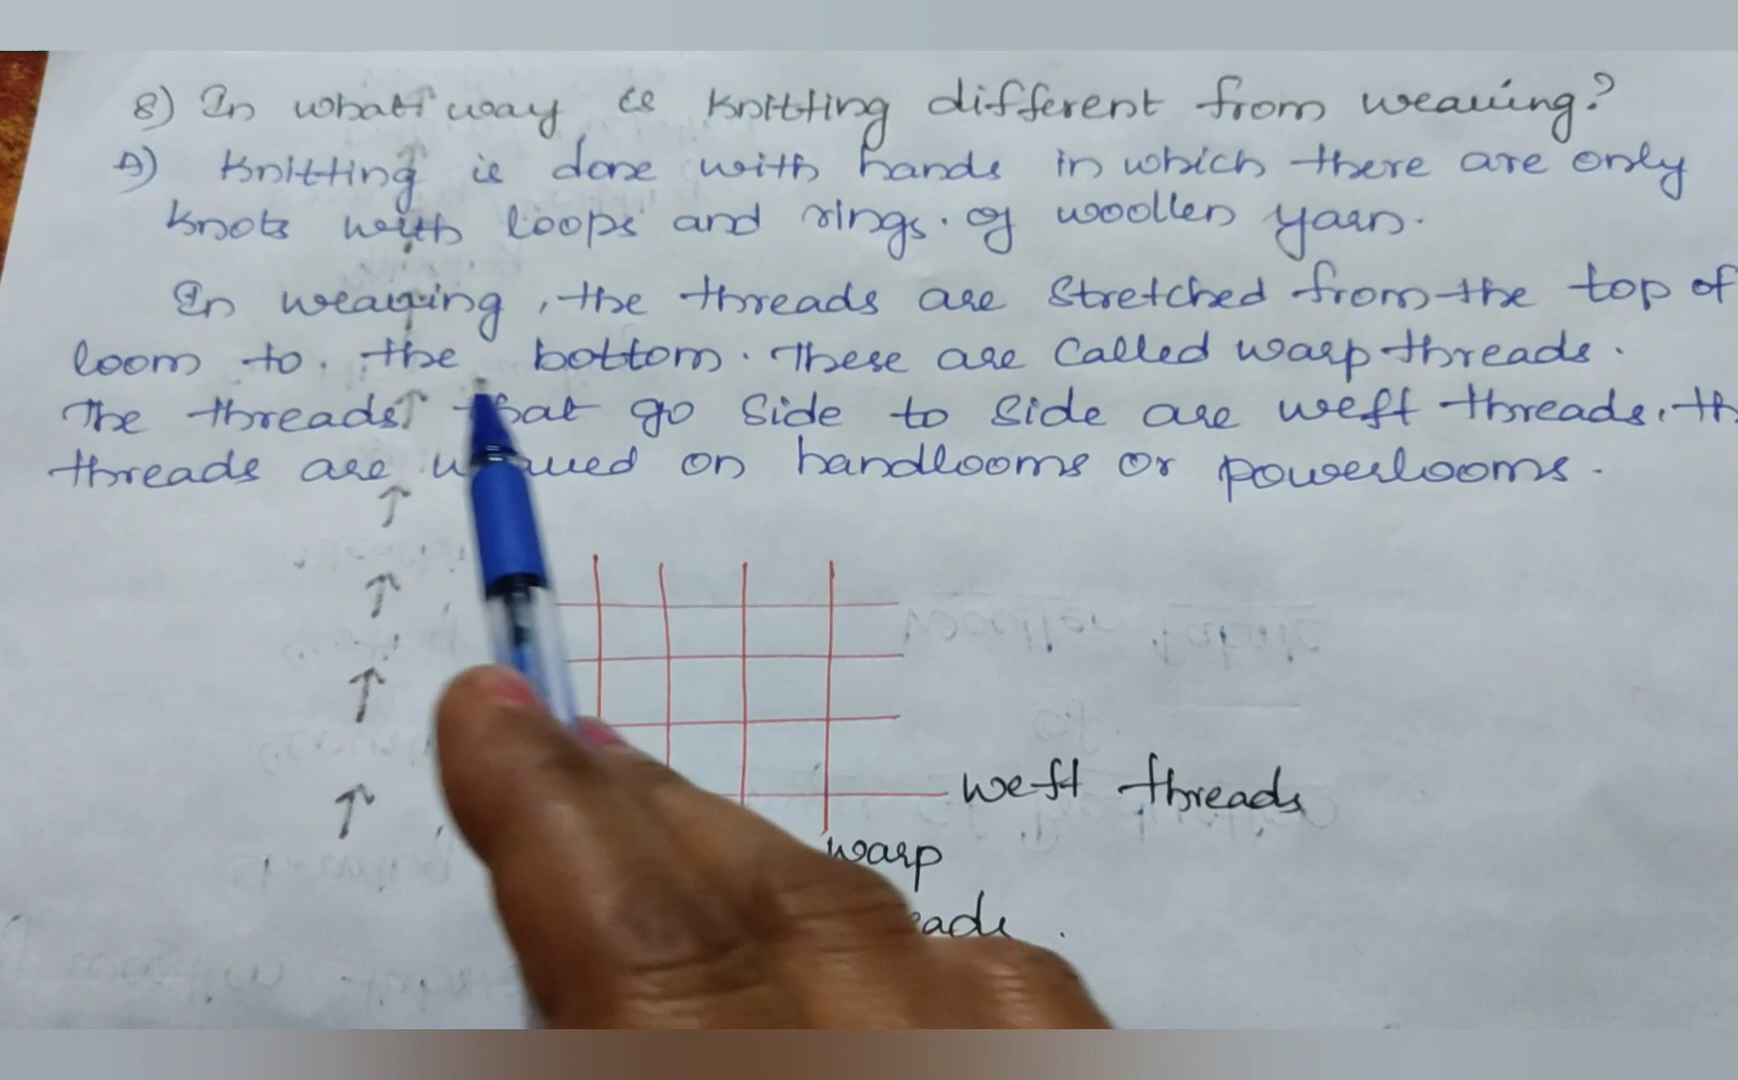 8) In what way is knitting different from weaving?
A) Knitting is done with hands in which there are only
knots with loops and rings. of woollen yarn.
In weaving, the threads are stretched from the top of
loom to. the bottom. These are called warp threads.
The threads that go side to side are weft threads. Th
threads are weaved on handlooms or powerlooms.
weft threads
warp
eads.